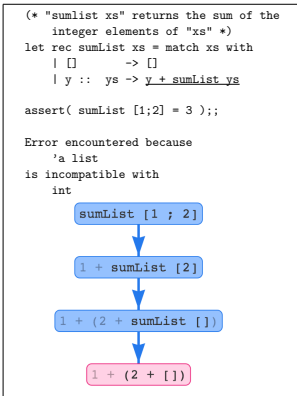 (* "sumlist xs" returns the sum of the
integer elements of "xs" *)
let rec sumList xs = match xs with
| [] -> []
| y :: ys -> y + sumList ys
assert( sumList [1;2] = 3 );;
Error encountered because
'a list
is incompatible with
int
sumList [1 ; 2]
1 + sumList [2]
1 + (2 + sumList [])
1 + (2 + [])